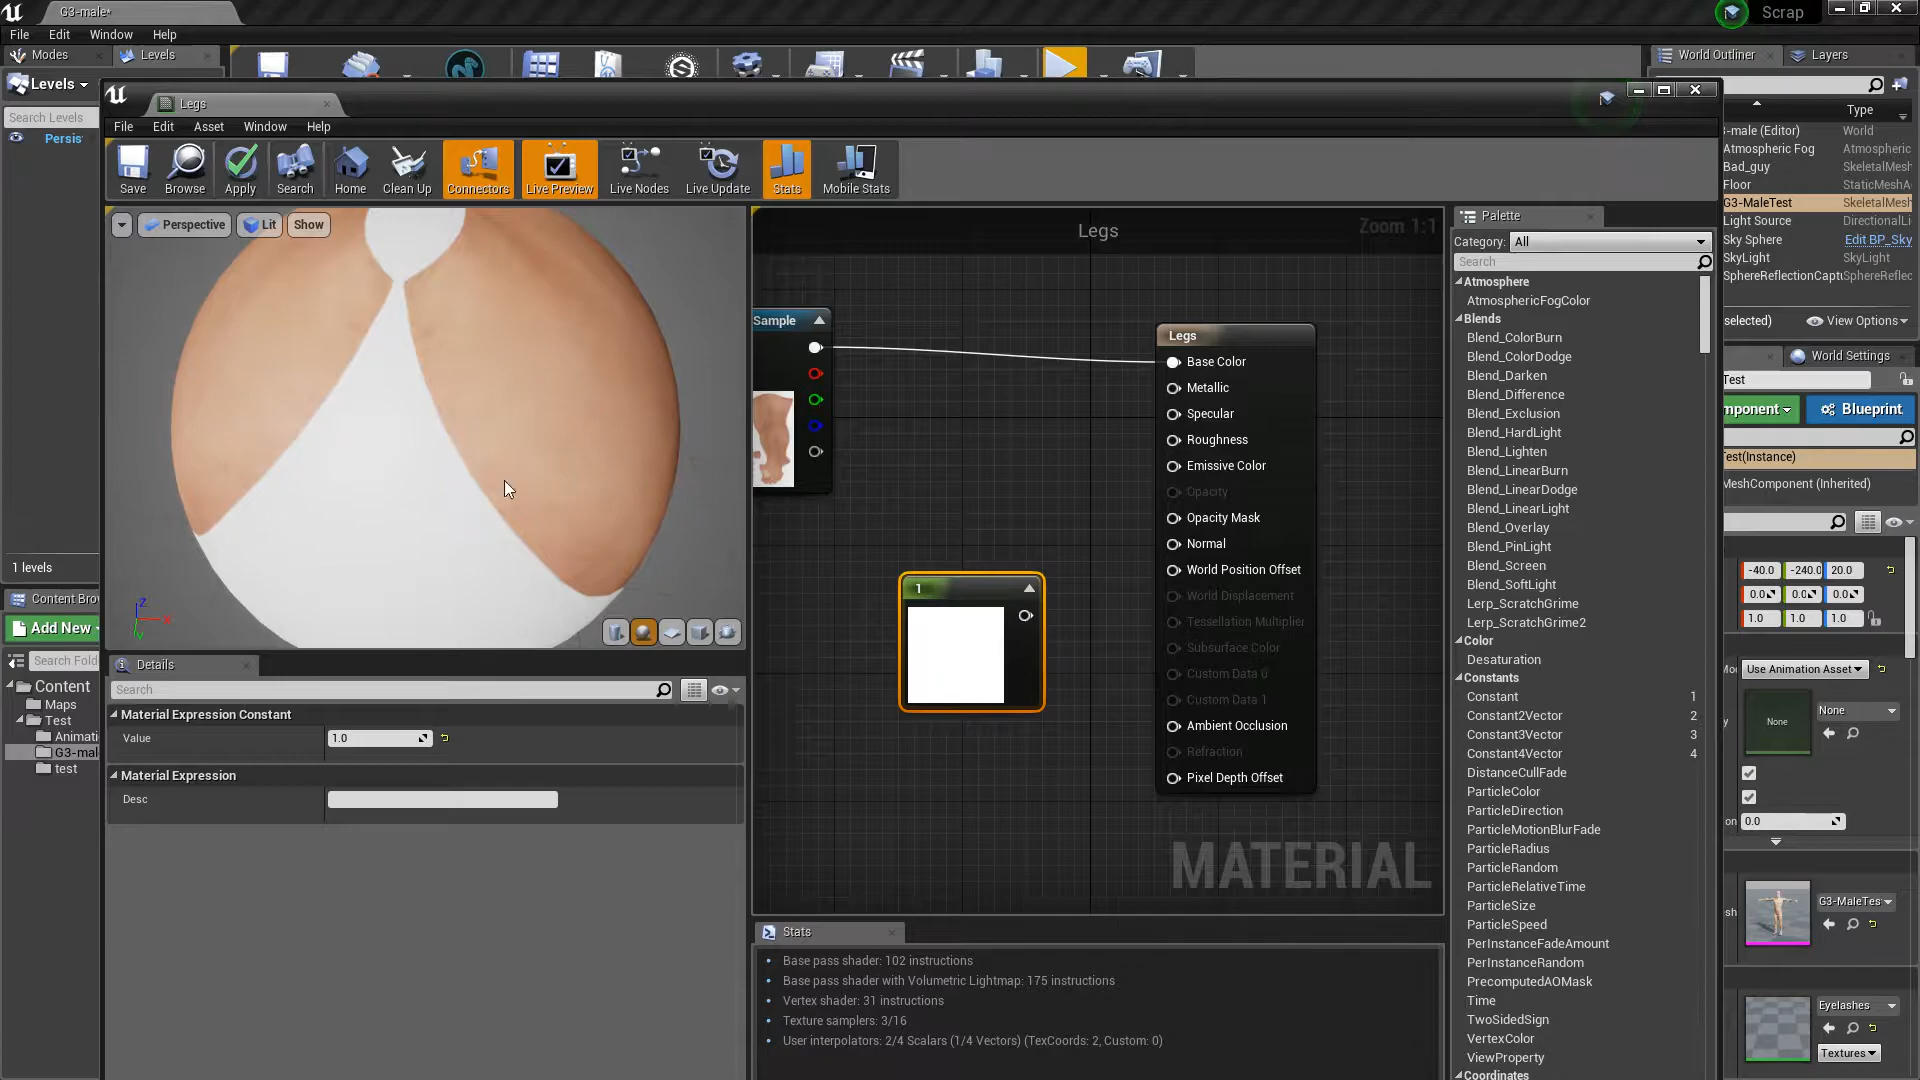 G3-male*
Scrap
File Edit Window Help
Modes Levels
World Outliner Layers
Levels
Search Levels
Persis
Legs
Type
File Edit Asset Window Help
Save Browse Apply Search Home Clean Up Connectors Live Preview Live Nodes Live Update Stats Mobile Stats
-male (Editor) World
Atmospheric Fog Atmospheric
Bad_guy SkeletalMesh
Floor StaticMeshA
G3-MaleTest SkeletalMesh
Light Source DirectionalLi
Sky Sphere Edit BP_Sky
SkyLight SkyLight
SphereReflectionCaptu SphereReflec
selected) View Options
World Settings
Test
mponent Blueprint
Test(Instance)
MeshComponent (Inherited)
Perspective Lit Show
Legs Zoom 1:1
Sample
Legs
Base Color
Metallic
Specular
Roughness
Emissive Color
Opacity
Opacity Mask
Normal
World Position Offset
World Displacement
Tessellation Multiplier
Subsurface Color
Custom Data 0
Custom Data 1
Ambient Occlusion
Refraction
Pixel Depth Offset
1
MATERIAL
Palette
Category: All
Search
Atmosphere
AtmosphericFogColor
Blends
Blend_ColorBurn
Blend_ColorDodge
Blend_Darken
Blend_Difference
Blend_Exclusion
Blend_HardLight
Blend_Lighten
Blend_LinearBurn
Blend_LinearDodge
Blend_LinearLight
Blend_Overlay
Blend_PinLight
Blend_Screen
Blend_SoftLight
Lerp_ScratchGrime
Lerp_ScratchGrime2
Color
Desaturation
Constants
Constant 1
Constant2Vector 2
Constant3Vector 3
Constant4Vector 4
DistanceCullFade
ParticleColor
ParticleDirection
ParticleMotionBlurFade
ParticleRadius
ParticleRandom
ParticleRelativeTime
ParticleSize
ParticleSpeed
PerInstanceFadeAmount
PerInstanceRandom
PrecomputedAOMask
Time
TwoSidedSign
VertexColor
ViewProperty
Coordinates
1 levels
Content Brow
Add New
Search Fold
Content
Maps
Test
Animati
G3-mal
test
Z X Y
Details
Search
Material Expression Constant
Value 1.0
Material Expression
Desc
Stats
Base pass shader: 102 instructions
Base pass shader with Volumetric Lightmap: 175 instructions
Vertex shader: 31 instructions
Texture samplers: 3/16
User interpolators: 2/4 Scalars (1/4 Vectors) (TexCoords: 2, Custom: 0)
-40.0 -240.0 20.0
0.0 0.0 0.0
1.0 1.0 1.0
Mo Use Animation Asset
None None
on 0.0
sh G3-MaleTes
Eyelashes
Textures